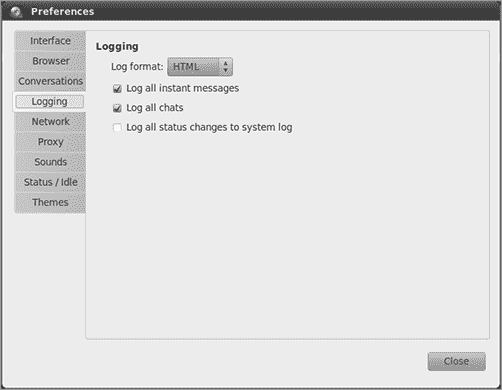 Preferences
Interface
Browser
Conversations
Logging
Network
Proxy
Sounds
Status / Idle
Themes
Logging
Log format: HTML
Log all instant messages
Log all chats
Log all status changes to system log
Close